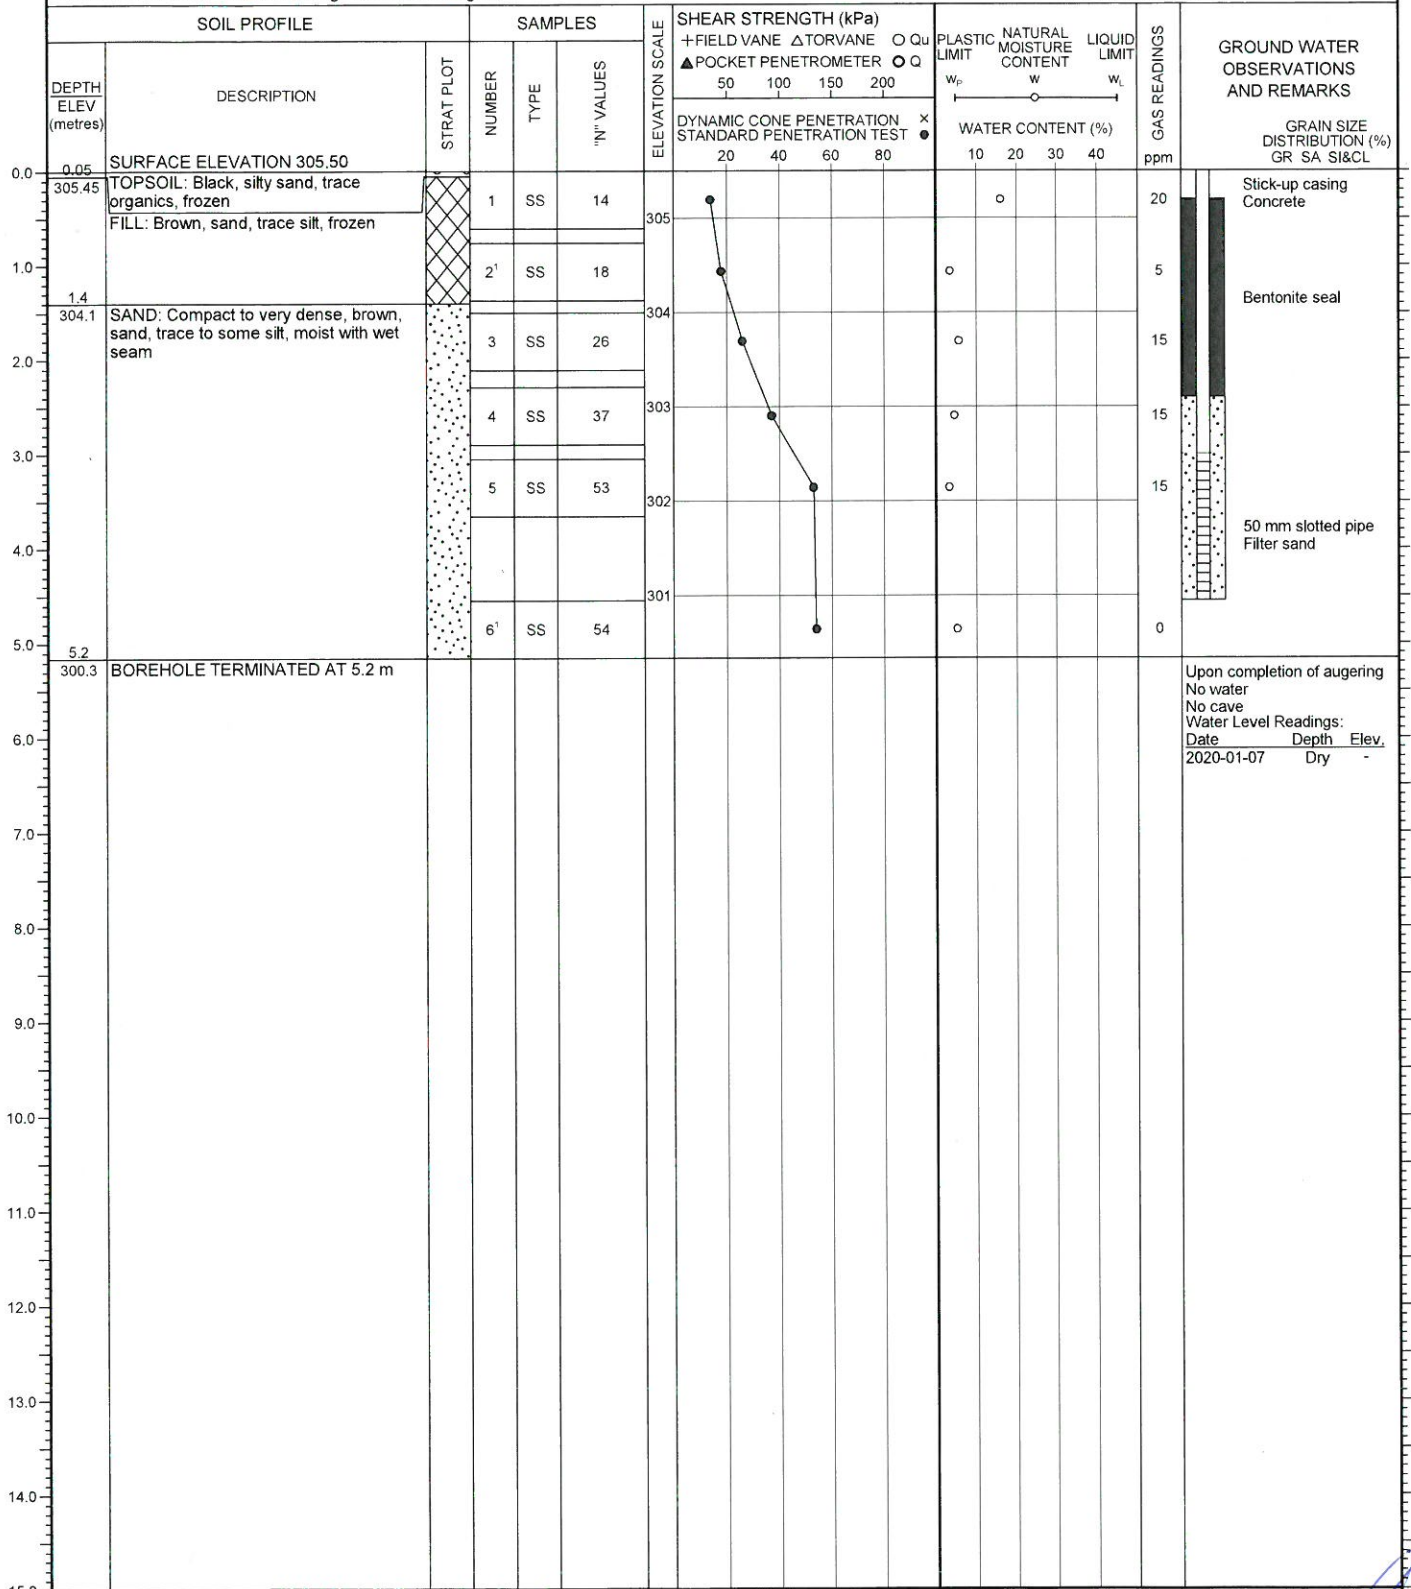 SOIL PROFILE
SAMPLES
ELEVATION SCALE
SHEAR STRENGTH (kPa)
+FIELD VANE △TORVANE ○ Qu
▲POCKET PENETROMETER ○ Q
50 100 150 200
DYNAMIC CONE PENETRATION ×
STANDARD PENETRATION TEST ●
20 40 60 80
PLASTIC LIMIT
NATURAL MOISTURE CONTENT
LIQUID LIMIT
WP W WL
WATER CONTENT (%)
10 20 30 40
GAS READINGS
ppm
GROUND WATER
OBSERVATIONS
AND REMARKS
GRAIN SIZE
DISTRIBUTION (%)
GR SA SI&CL
DEPTH
ELEV
(metres)
DESCRIPTION
STRAT PLOT
NUMBER
TYPE
"N" VALUES
SURFACE ELEVATION 305.50
0.0
0.05
305.45
TOPSOIL: Black, silty sand, trace
organics, frozen
FILL: Brown, sand, trace silt, frozen
1 SS 14
305
20
Stick-up casing
Concrete
1.0
2¹ SS 18
5
1.4
304.1
SAND: Compact to very dense, brown,
sand, trace to some silt, moist with wet
seam
304
Bentonite seal
3 SS 26
15
2.0
303
4 SS 37
15
3.0
5 SS 53
302
15
50 mm slotted pipe
Filter sand
4.0
301
6¹ SS 54
0
5.0
5.2
300.3
BOREHOLE TERMINATED AT 5.2 m
Upon completion of augering
No water
No cave
Water Level Readings:
Date Depth Elev.
2020-01-07 Dry -
6.0
7.0
8.0
9.0
10.0
11.0
12.0
13.0
14.0